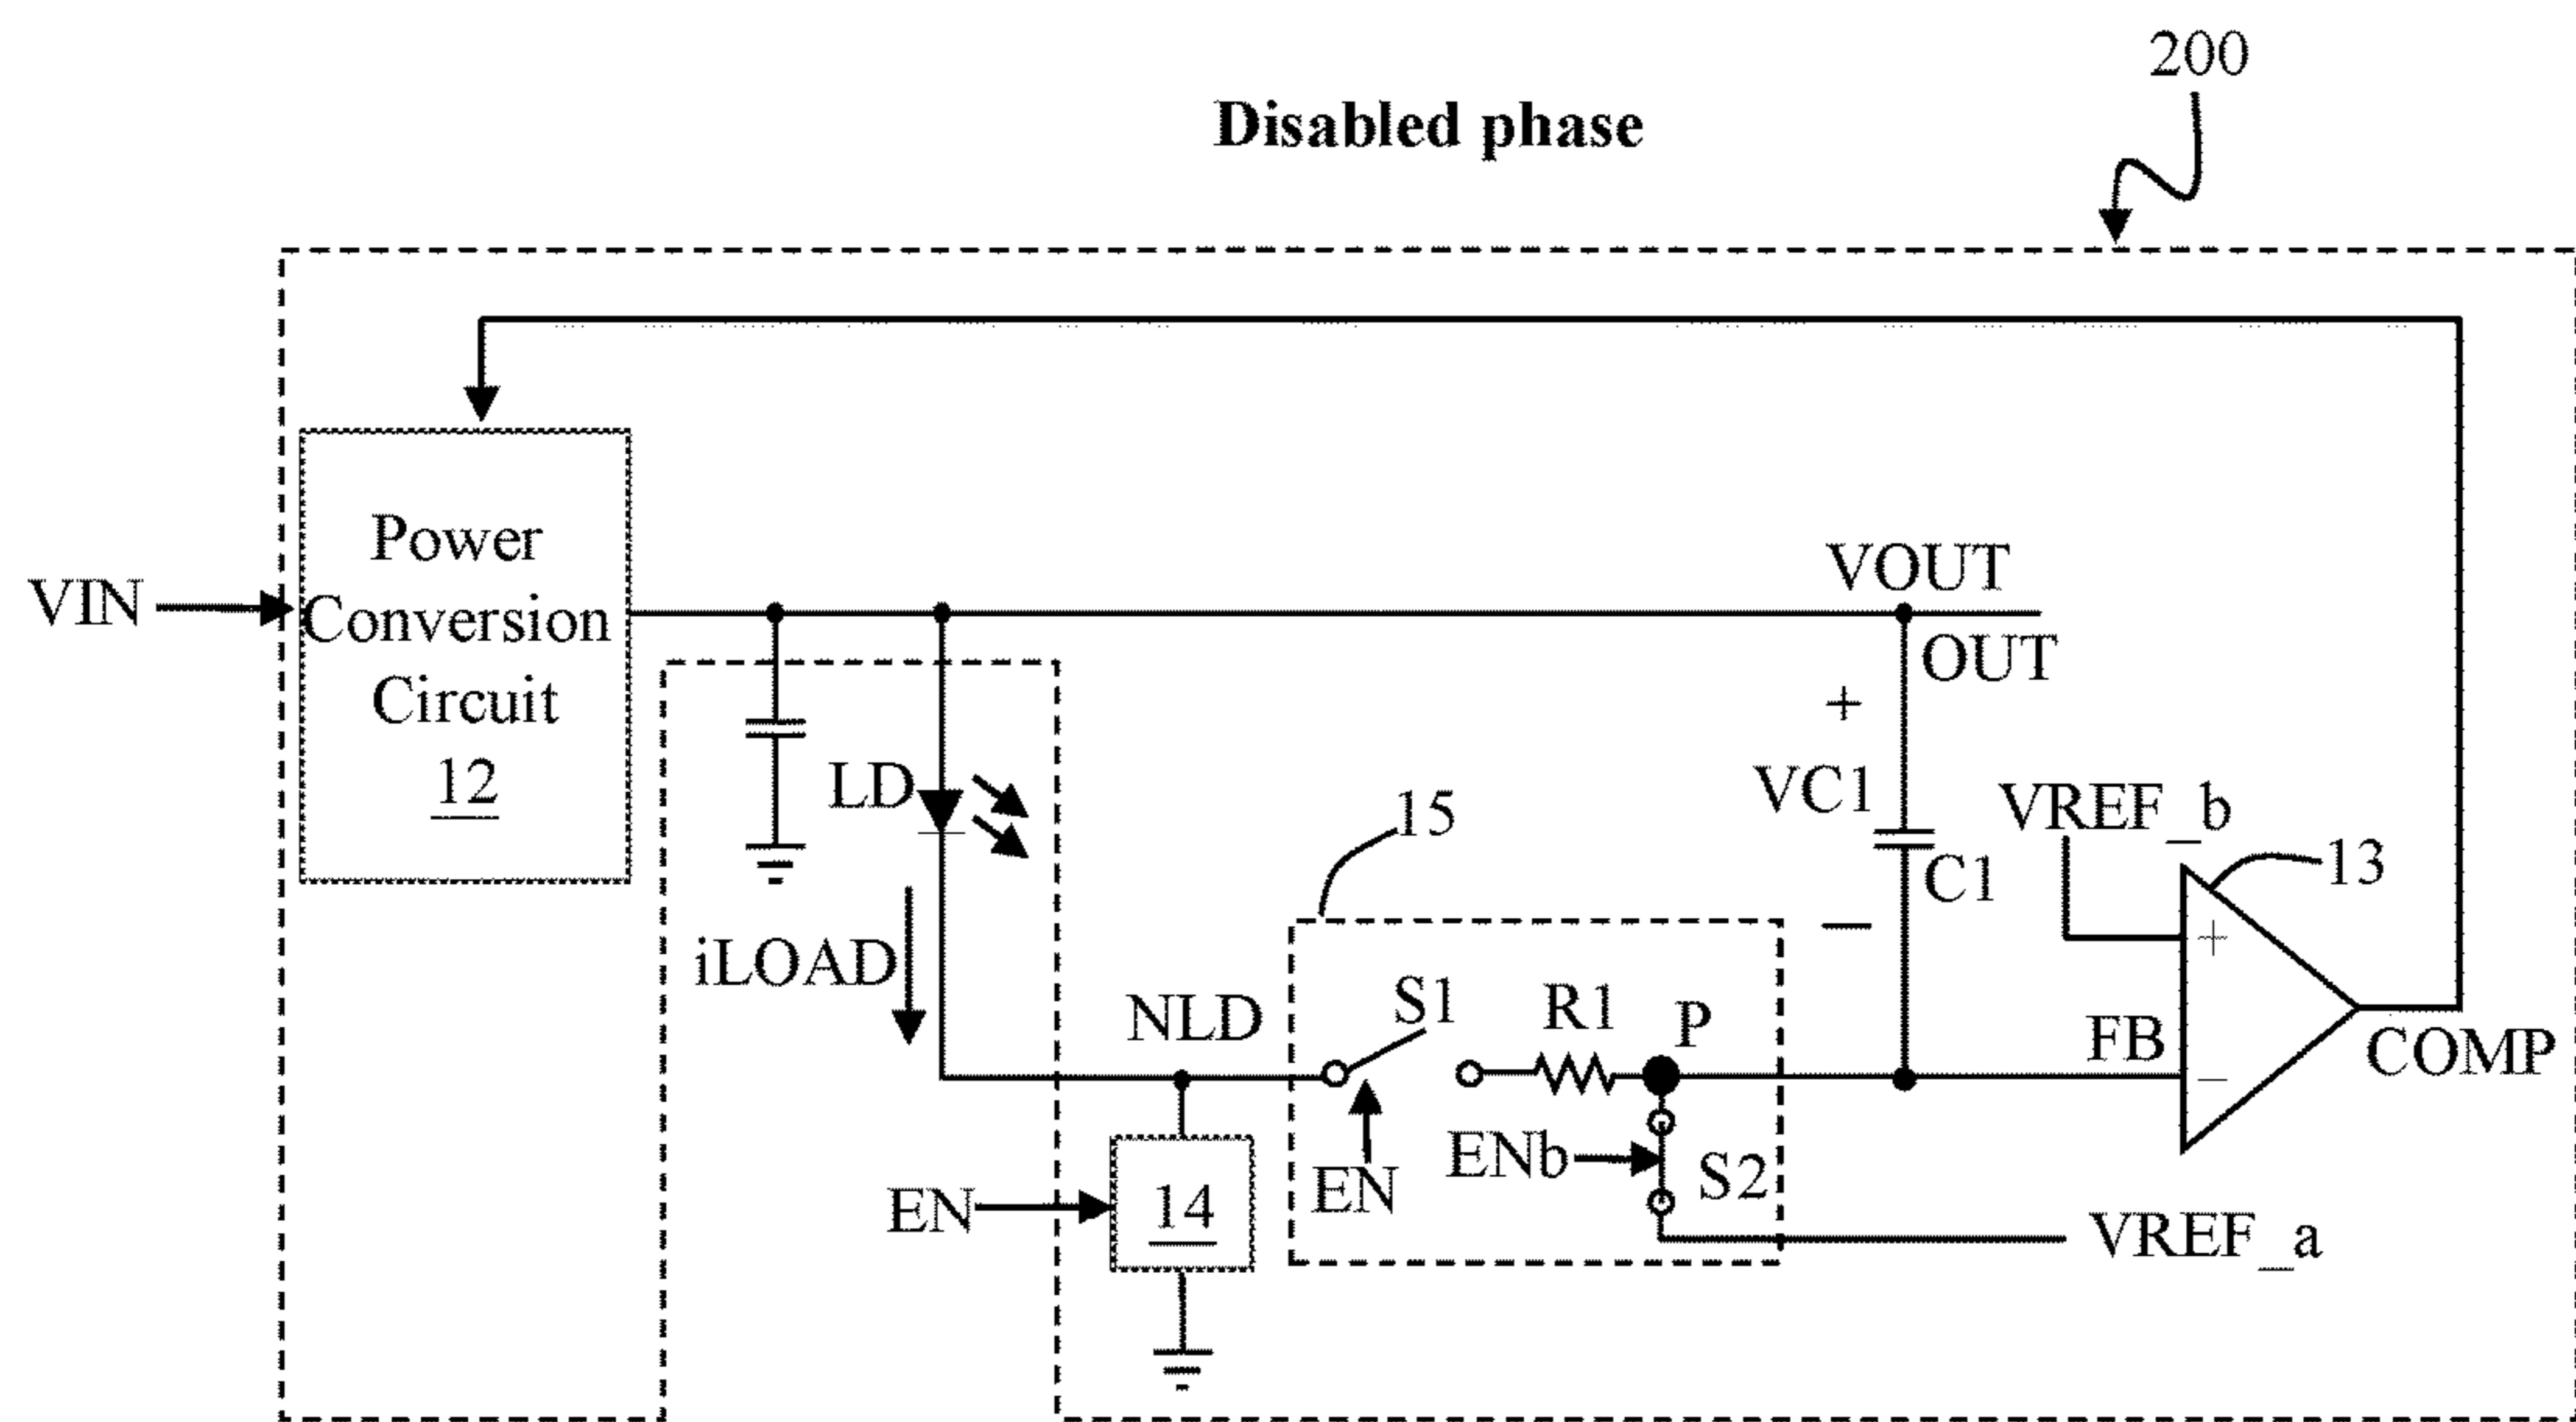 200
Disabled phase
Power
Conversion
Circuit
12
VIN
VOUT
OUT
+
VC1
−
C1
LD
iLOAD
15
VREF_b
13
+
−
FB
COMP
NLD
S1
R1
P
EN
ENb
S2
EN
14
VREF_a